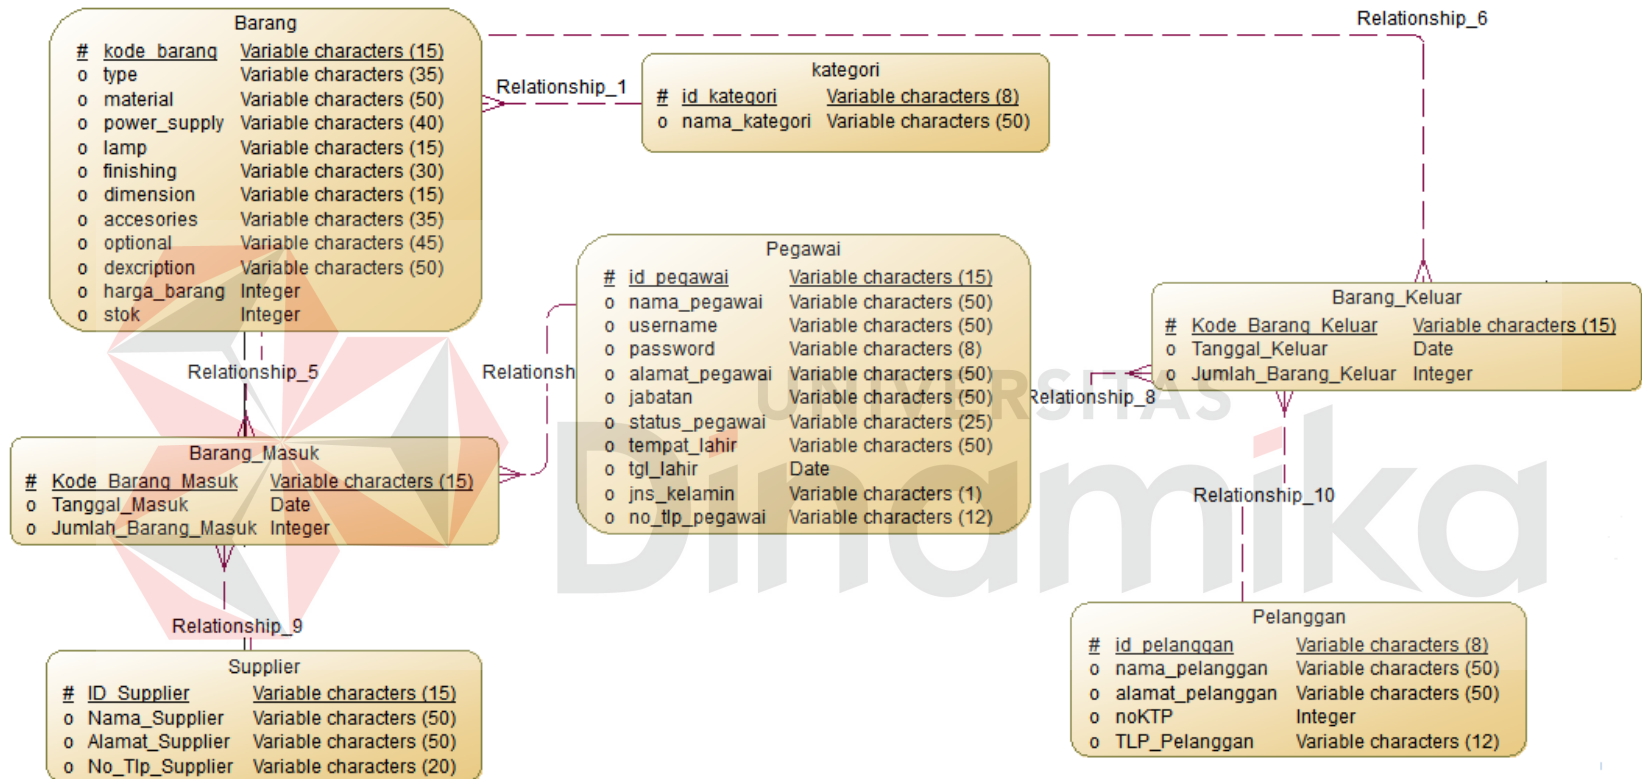 Relationship_6
Barang
# kode_barang Variable characters (15)
o type Variable characters (35)
o material Variable characters (50)
o power_supply Variable characters (40)
o lamp Variable characters (15)
o finishing Variable characters (30)
o dimension Variable characters (15)
o accesories Variable characters (35)
o optional Variable characters (45)
o dexcription Variable characters (50)
o harga_barang Integer
o stok Integer
Relationship_1
kategori
# id_kategori Variable characters (8)
o nama_kategori Variable characters (50)
Pegawai
# id_pegawai Variable characters (15)
o nama_pegawai Variable characters (50)
o username Variable characters (50)
o password Variable characters (8)
o alamat_pegawai Variable characters (50)
o jabatan Variable characters (50)
o status_pegawai Variable characters (25)
o tempat_lahir Variable characters (50)
o tgl_lahir Date
o jns_kelamin Variable characters (1)
o no_tlp_pegawai Variable characters (12)
Barang_Keluar
# Kode_Barang_Keluar Variable characters (15)
o Tanggal_Keluar Date
o Jumlah_Barang_Keluar Integer
Relationship_5
Relationsh
Relationship_8
UNIVERSITAS
Dinamika
Barang_Masuk
# Kode_Barang_Masuk Variable characters (15)
o Tanggal_Masuk Date
o Jumlah_Barang_Masuk Integer
Relationship_10
Relationship_9
Supplier
# ID_Supplier Variable characters (15)
o Nama_Supplier Variable characters (50)
o Alamat_Supplier Variable characters (50)
o No_Tlp_Supplier Variable characters (20)
Pelanggan
# id_pelanggan Variable characters (8)
o nama_pelanggan Variable characters (50)
o alamat_pelanggan Variable characters (50)
o noKTP Integer
o TLP_Pelanggan Variable characters (12)